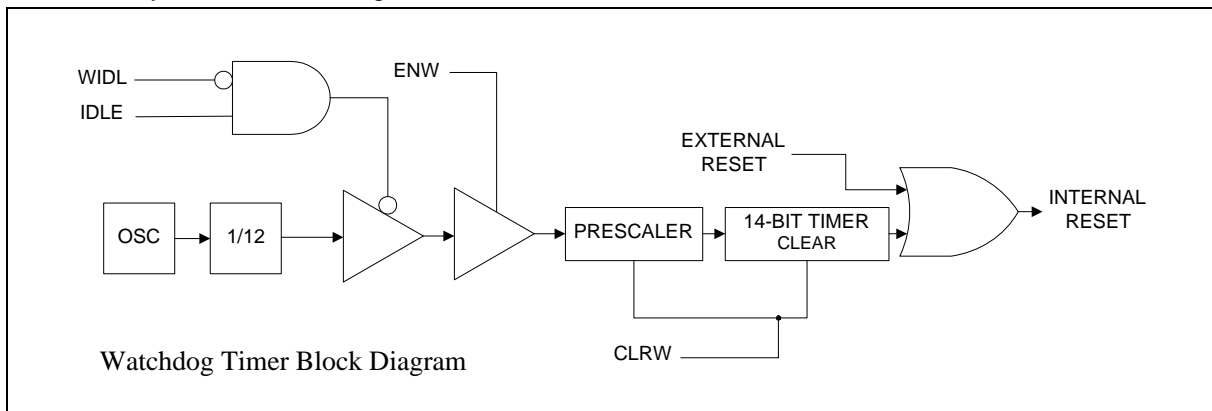 WIDL
IDLE
ENW
EXTERNAL
RESET
INTERNAL
RESET
OSC
1/12
PRESCALER
14-BIT TIMER
CLEAR
CLRW
Watchdog Timer Block Diagram